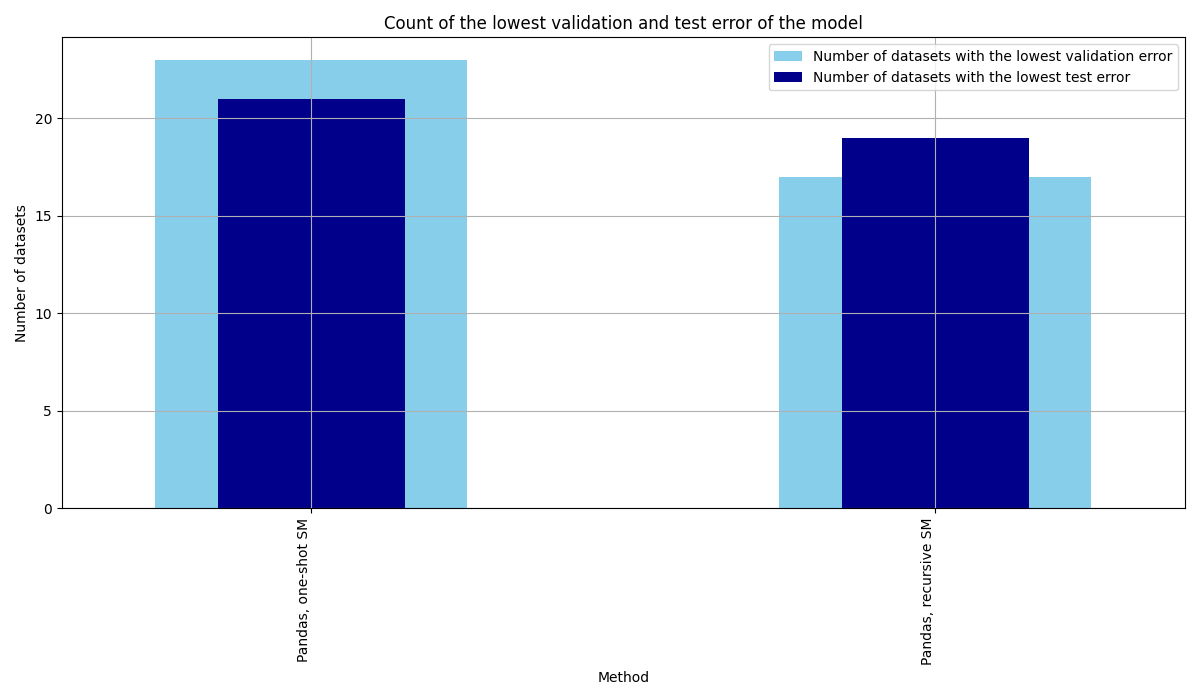 Count of the lowest validation and test error of the model
Number of datasets with the lowest validation error
Number of datasets with the lowest test error
Number of datasets
20
15
10
5
0
Pandas, one-shot SM
Pandas, recursive SM
Method